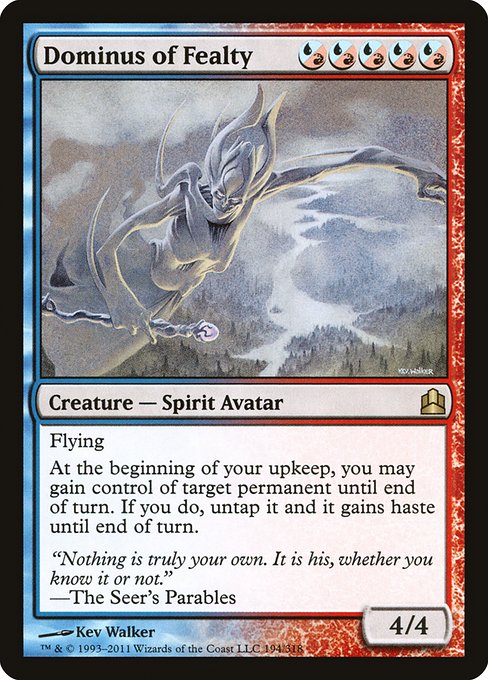 Dominus of Fealty
KEV WALKER
Creature — Spirit Avatar
Flying
At the beginning of your upkeep, you may
gain control of target permanent until end
of turn. If you do, untap it and it gains haste
until end of turn.
“Nothing is truly your own. It is his, whether you
know it or not.”
—The Seer's Parables
Kev Walker
4/4
™ & © 1993–2011 Wizards of the Coast LLC 194/318